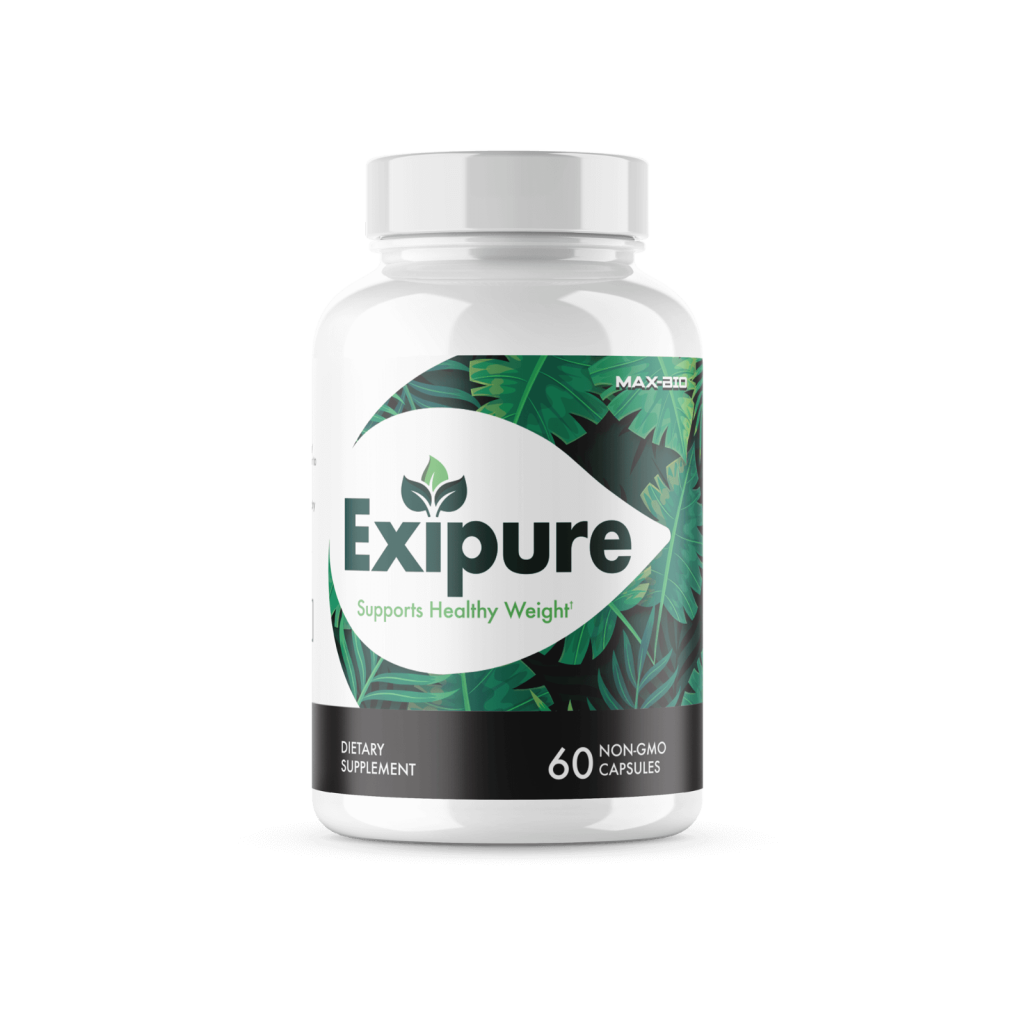 MAX-BIO
Exipure
Supports Healthy Weight†
DIETARY
SUPPLEMENT
60 NON-GMO
CAPSULES